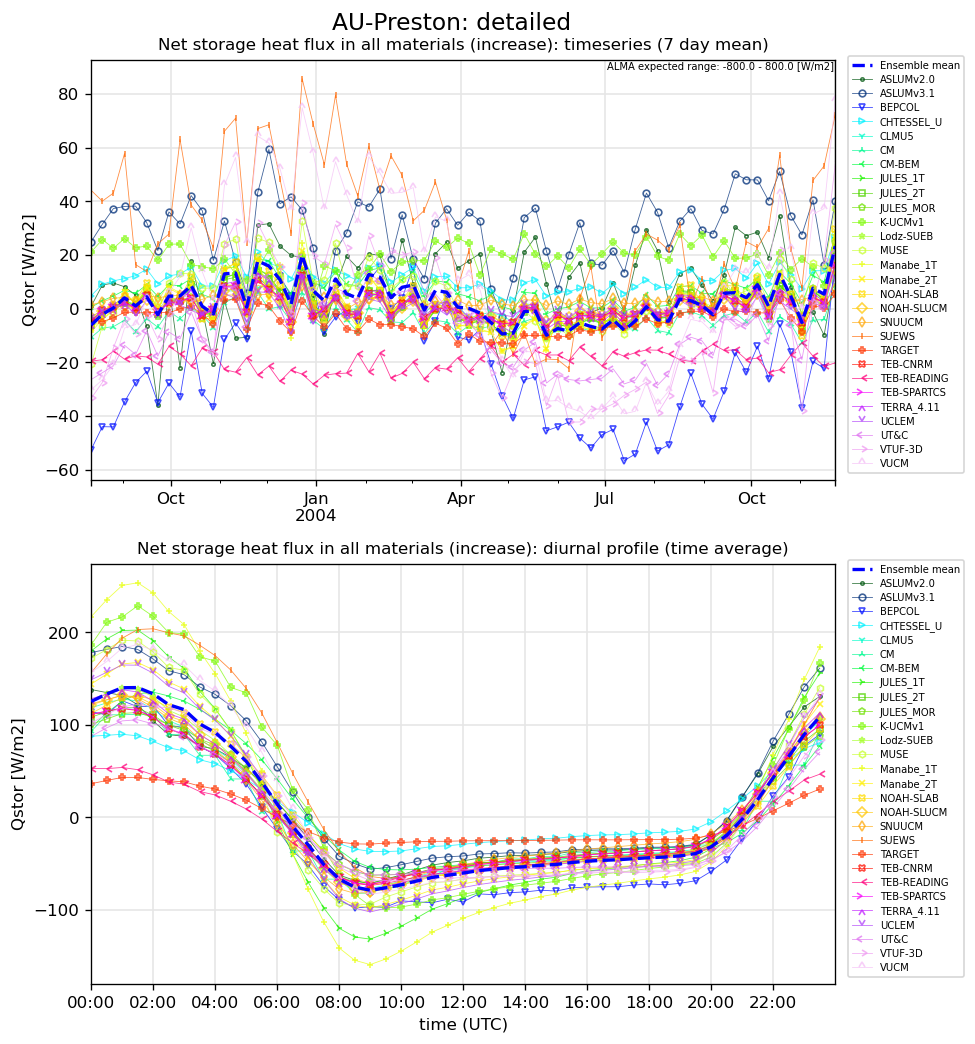 AU-Preston: detailed
Net storage heat flux in all materials (increase): timeseries (7 day mean)
ALMA expected range: -800.0 - 800.0 [W/m2]
Qstor [W/m2]
80
60
40
20
0
−20
−40
−60
Oct
Jan
2004
Apr
Jul
Oct
Ensemble mean
ASLUMv2.0
ASLUMv3.1
BEPCOL
CHTESSEL_U
CLMU5
CM
CM-BEM
JULES_1T
JULES_2T
JULES_MOR
K-UCMv1
Lodz-SUEB
MUSE
Manabe_1T
Manabe_2T
NOAH-SLAB
NOAH-SLUCM
SNUUCM
SUEWS
TARGET
TEB-CNRM
TEB-READING
TEB-SPARTCS
TERRA_4.11
UCLEM
UT&C
VTUF-3D
VUCM
Net storage heat flux in all materials (increase): diurnal profile (time average)
Qstor [W/m2]
200
100
0
−100
00:00
02:00
04:00
06:00
08:00
10:00
12:00
14:00
16:00
18:00
20:00
22:00
time (UTC)
Ensemble mean
ASLUMv2.0
ASLUMv3.1
BEPCOL
CHTESSEL_U
CLMU5
CM
CM-BEM
JULES_1T
JULES_2T
JULES_MOR
K-UCMv1
Lodz-SUEB
MUSE
Manabe_1T
Manabe_2T
NOAH-SLAB
NOAH-SLUCM
SNUUCM
SUEWS
TARGET
TEB-CNRM
TEB-READING
TEB-SPARTCS
TERRA_4.11
UCLEM
UT&C
VTUF-3D
VUCM